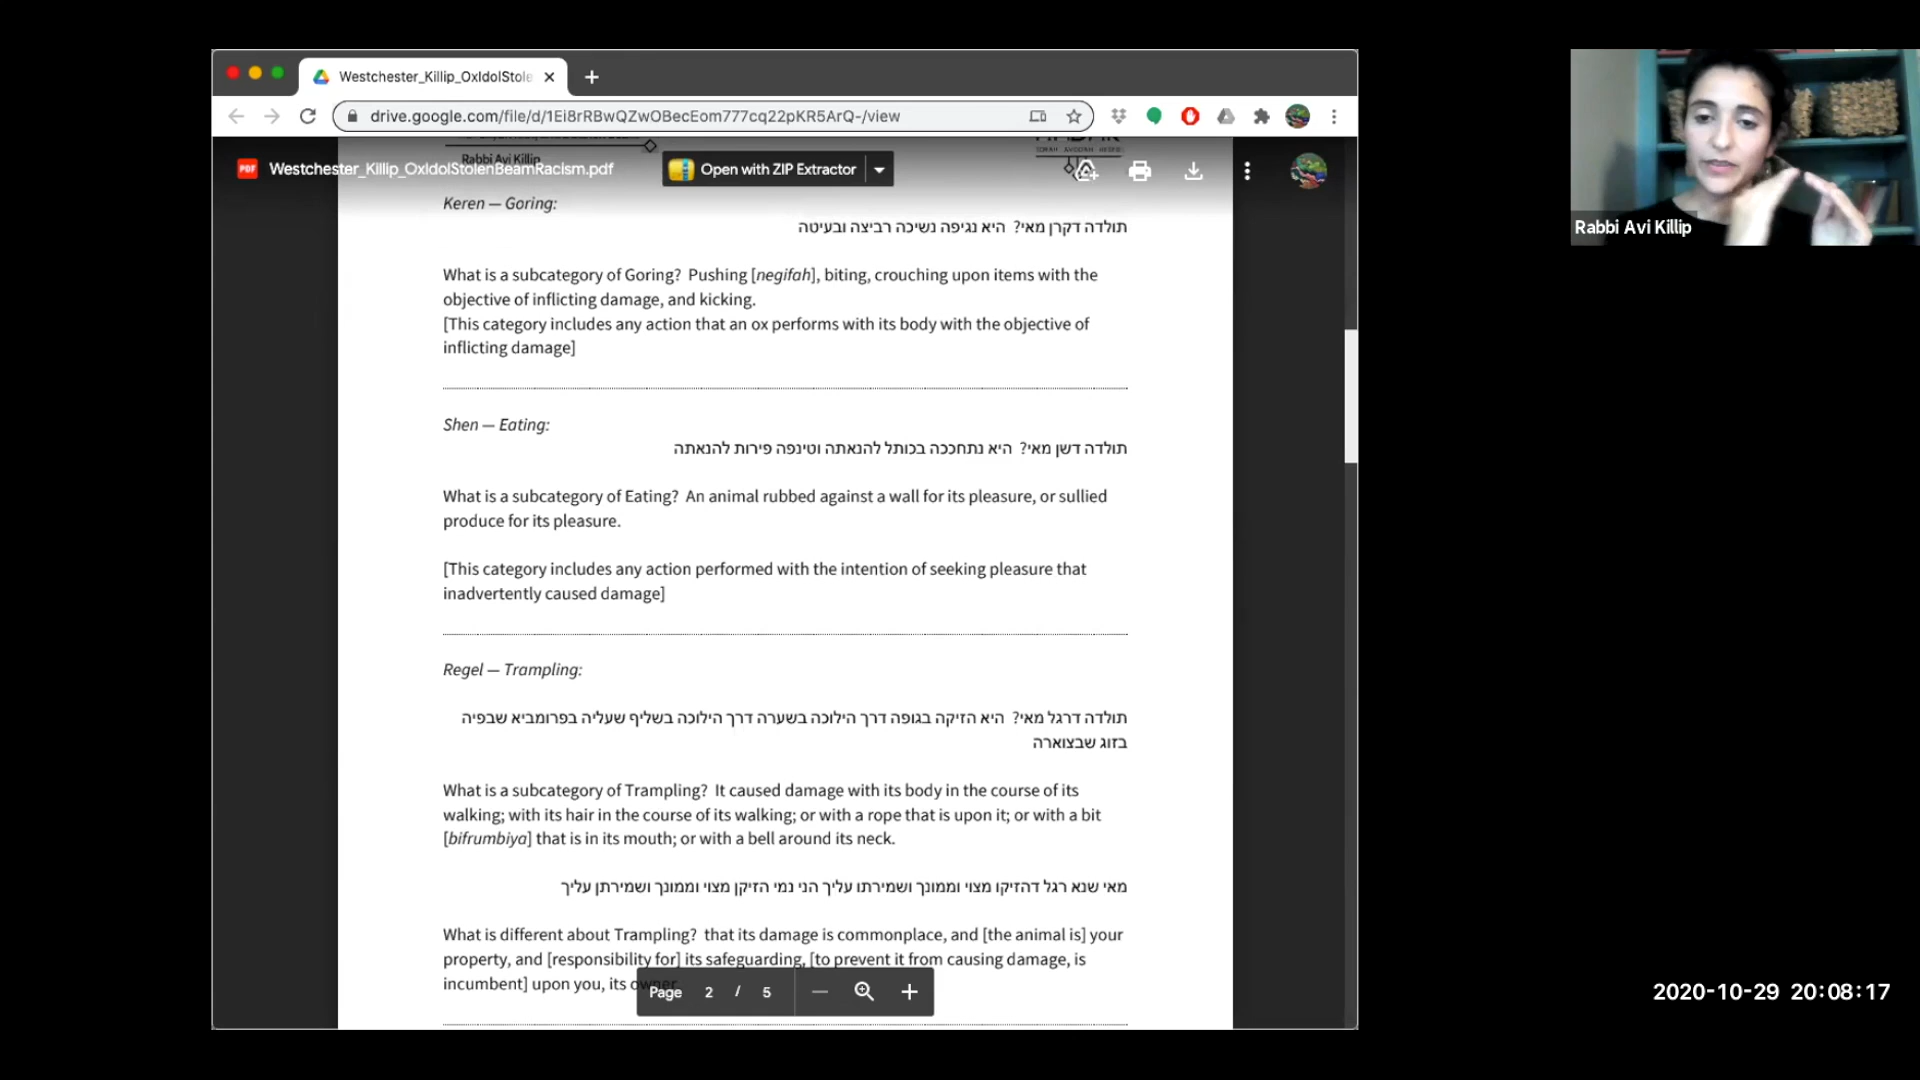 Westchester_Killip_OxIdolStole
drive.google.com/file/d/1Ei8rRBwQZwOBecEom777cq22pKR5ArQ-/view
Rabbi Avi Killip
PDF
Westchester_Killip_OxIdolStolenBeamRacism.pdf
Open with ZIP Extractor
Keren — Goring:
תולדה דקרן מאי? היא נגיפה נשיכה רביצה ובעיטה
What is a subcategory of Goring? Pushing [negifah], biting, crouching upon items with the
objective of inflicting damage, and kicking.
[This category includes any action that an ox performs with its body with the objective of
inflicting damage]
Shen — Eating:
תולדה דשן מאי? היא נתחככה בכותל להנאתה וטינפה פירות להנאתה
What is a subcategory of Eating? An animal rubbed against a wall for its pleasure, or sullied
produce for its pleasure.
[This category includes any action performed with the intention of seeking pleasure that
inadvertently caused damage]
Regel — Trampling:
תולדה דרגל מאי? היא הזיקה בגופה דרך הילוכה בשערה דרך הילוכה בשליף שעליה בפרומביא שבפיה
בזוג שבצוארה
What is a subcategory of Trampling? It caused damage with its body in the course of its
walking; with its hair in the course of its walking; or with a rope that is upon it; or with a bit
[bifrumbiya] that is in its mouth; or with a bell around its neck.
מאי שנא רגל דהזיקו מצוי וממונך ושמירתו עליך הני נמי הזיקן מצוי וממונך ושמירתן עליך
What is different about Trampling? that its damage is commonplace, and [the animal is] your
property, and [responsibility for] its safeguarding, [to prevent it from causing damage, is
incumbent] upon you, its
Page 2 / 5
Rabbi Avi Killip
2020-10-29 20:08:17